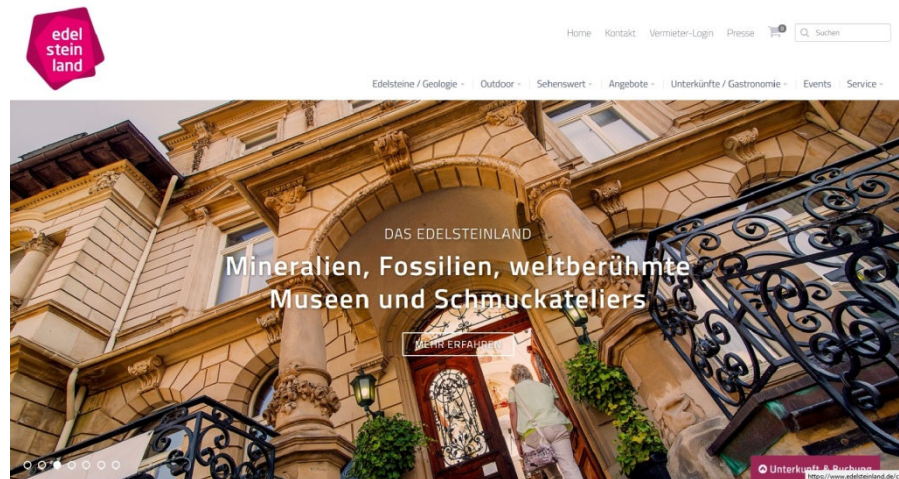 edel
stein
land
Home Kontakt Vermieter-Login Presse 0 Suchen
Edelsteine / Geologie Outdoor Sehenswert Angebote Unterkünfte / Gastronomie Events Service
DAS EDELSTEINLAND
Mineralien, Fossilien, weltberühmte
Museen und Schmuckateliers
MEHR ERFAHREN
Unterkunft & Buchung
https://www.edelsteinland.de/